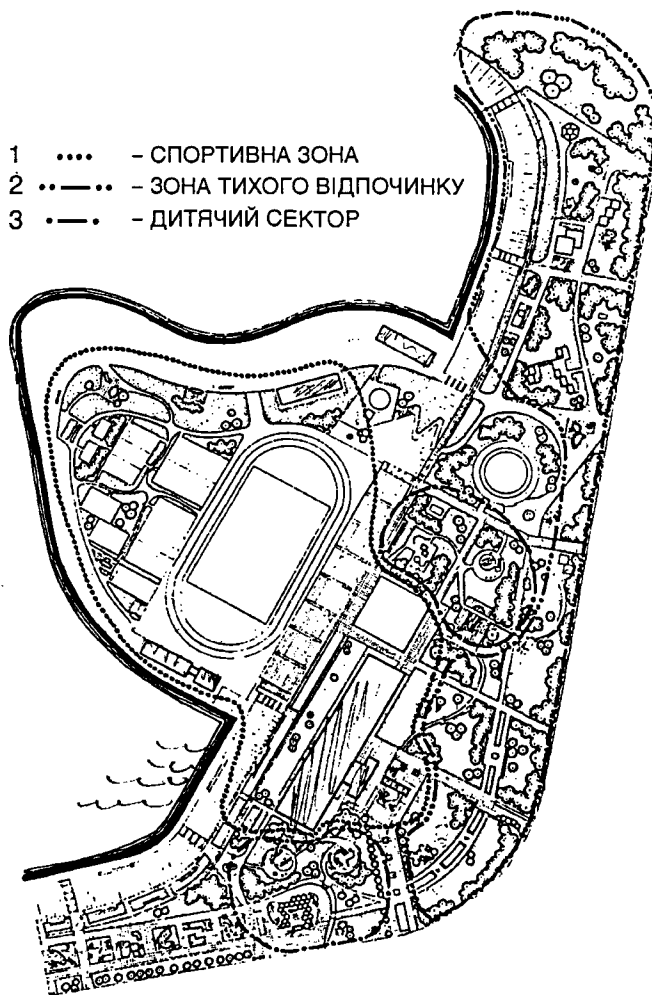 1 •••• – СПОРТИВНА ЗОНА
2 ••—•• – ЗОНА ТИХОГО ВІДПОЧИНКУ
3 •—• – ДИТЯЧИЙ СЕКТОР